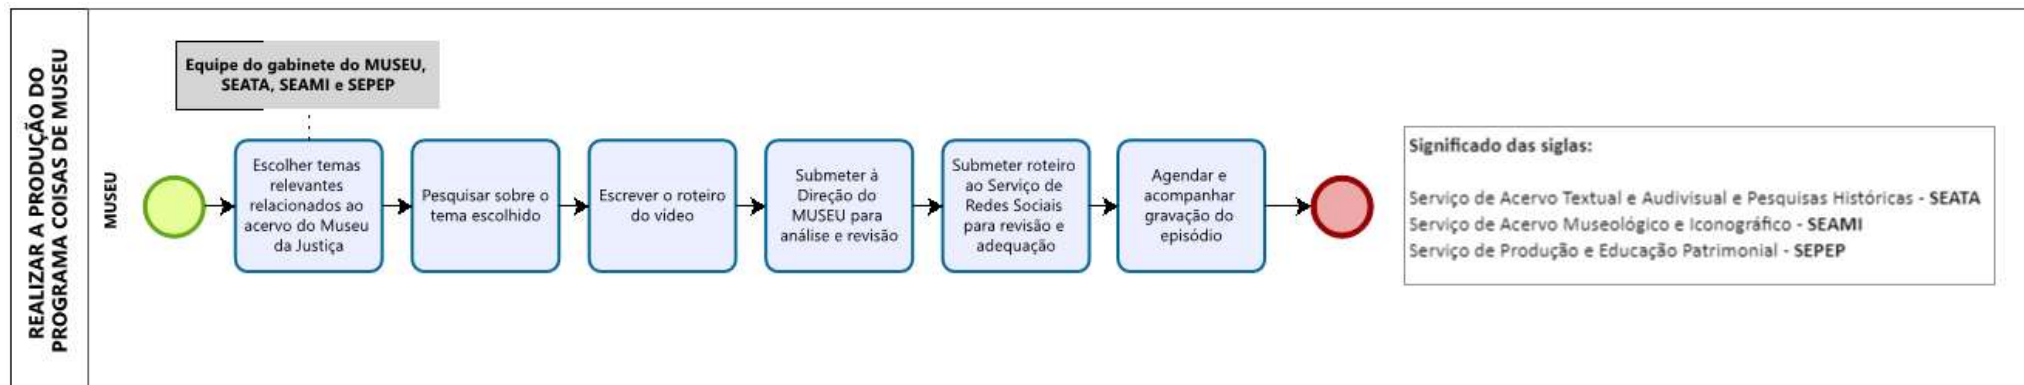 REALIZAR A PRODUÇÃO DO
PROGRAMA COISAS DE MUSEU
MUSEU
Equipe do gabinete do MUSEU,
SEATA, SEAMI e SEPEP
Escolher temas
relevantes
relacionados ao
acervo do Museu
da Justiça
Pesquisar sobre o
tema escolhido
Escrever o roteiro
do vídeo
Submeter à
Direção do
MUSEU para
análise e revisão
Submeter roteiro
ao Serviço de
Redes Sociais
para revisão e
adequação
Agendar e
acompanhar
gravação do
episódio
Significado das siglas:
Serviço de Acervo Textual e Audivisual e Pesquisas Históricas - SEATA
Serviço de Acervo Museológico e Iconográfico - SEAMI
Serviço de Produção e Educação Patrimonial - SEPEP